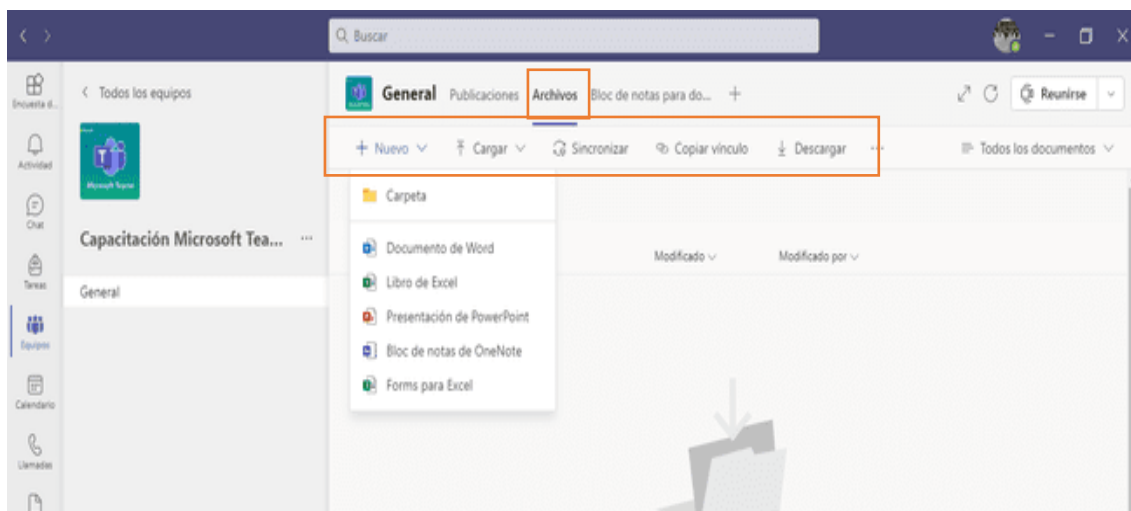 Buscar
Encuesta d...
Actividad
Chat
Tareas
Equipos
Calendario
Llamadas
Todos los equipos
Microsoft Teams
Capacitación Microsoft Tea... ...
General
General Publicaciones Archivos Bloc de notas para do... +
Reunirse
+ Nuevo Cargar Sincronizar Copiar vínculo Descargar ... Todos los documentos
Carpeta
Documento de Word
Libro de Excel
Presentación de PowerPoint
Bloc de notas de OneNote
Forms para Excel
Modificado Modificado por